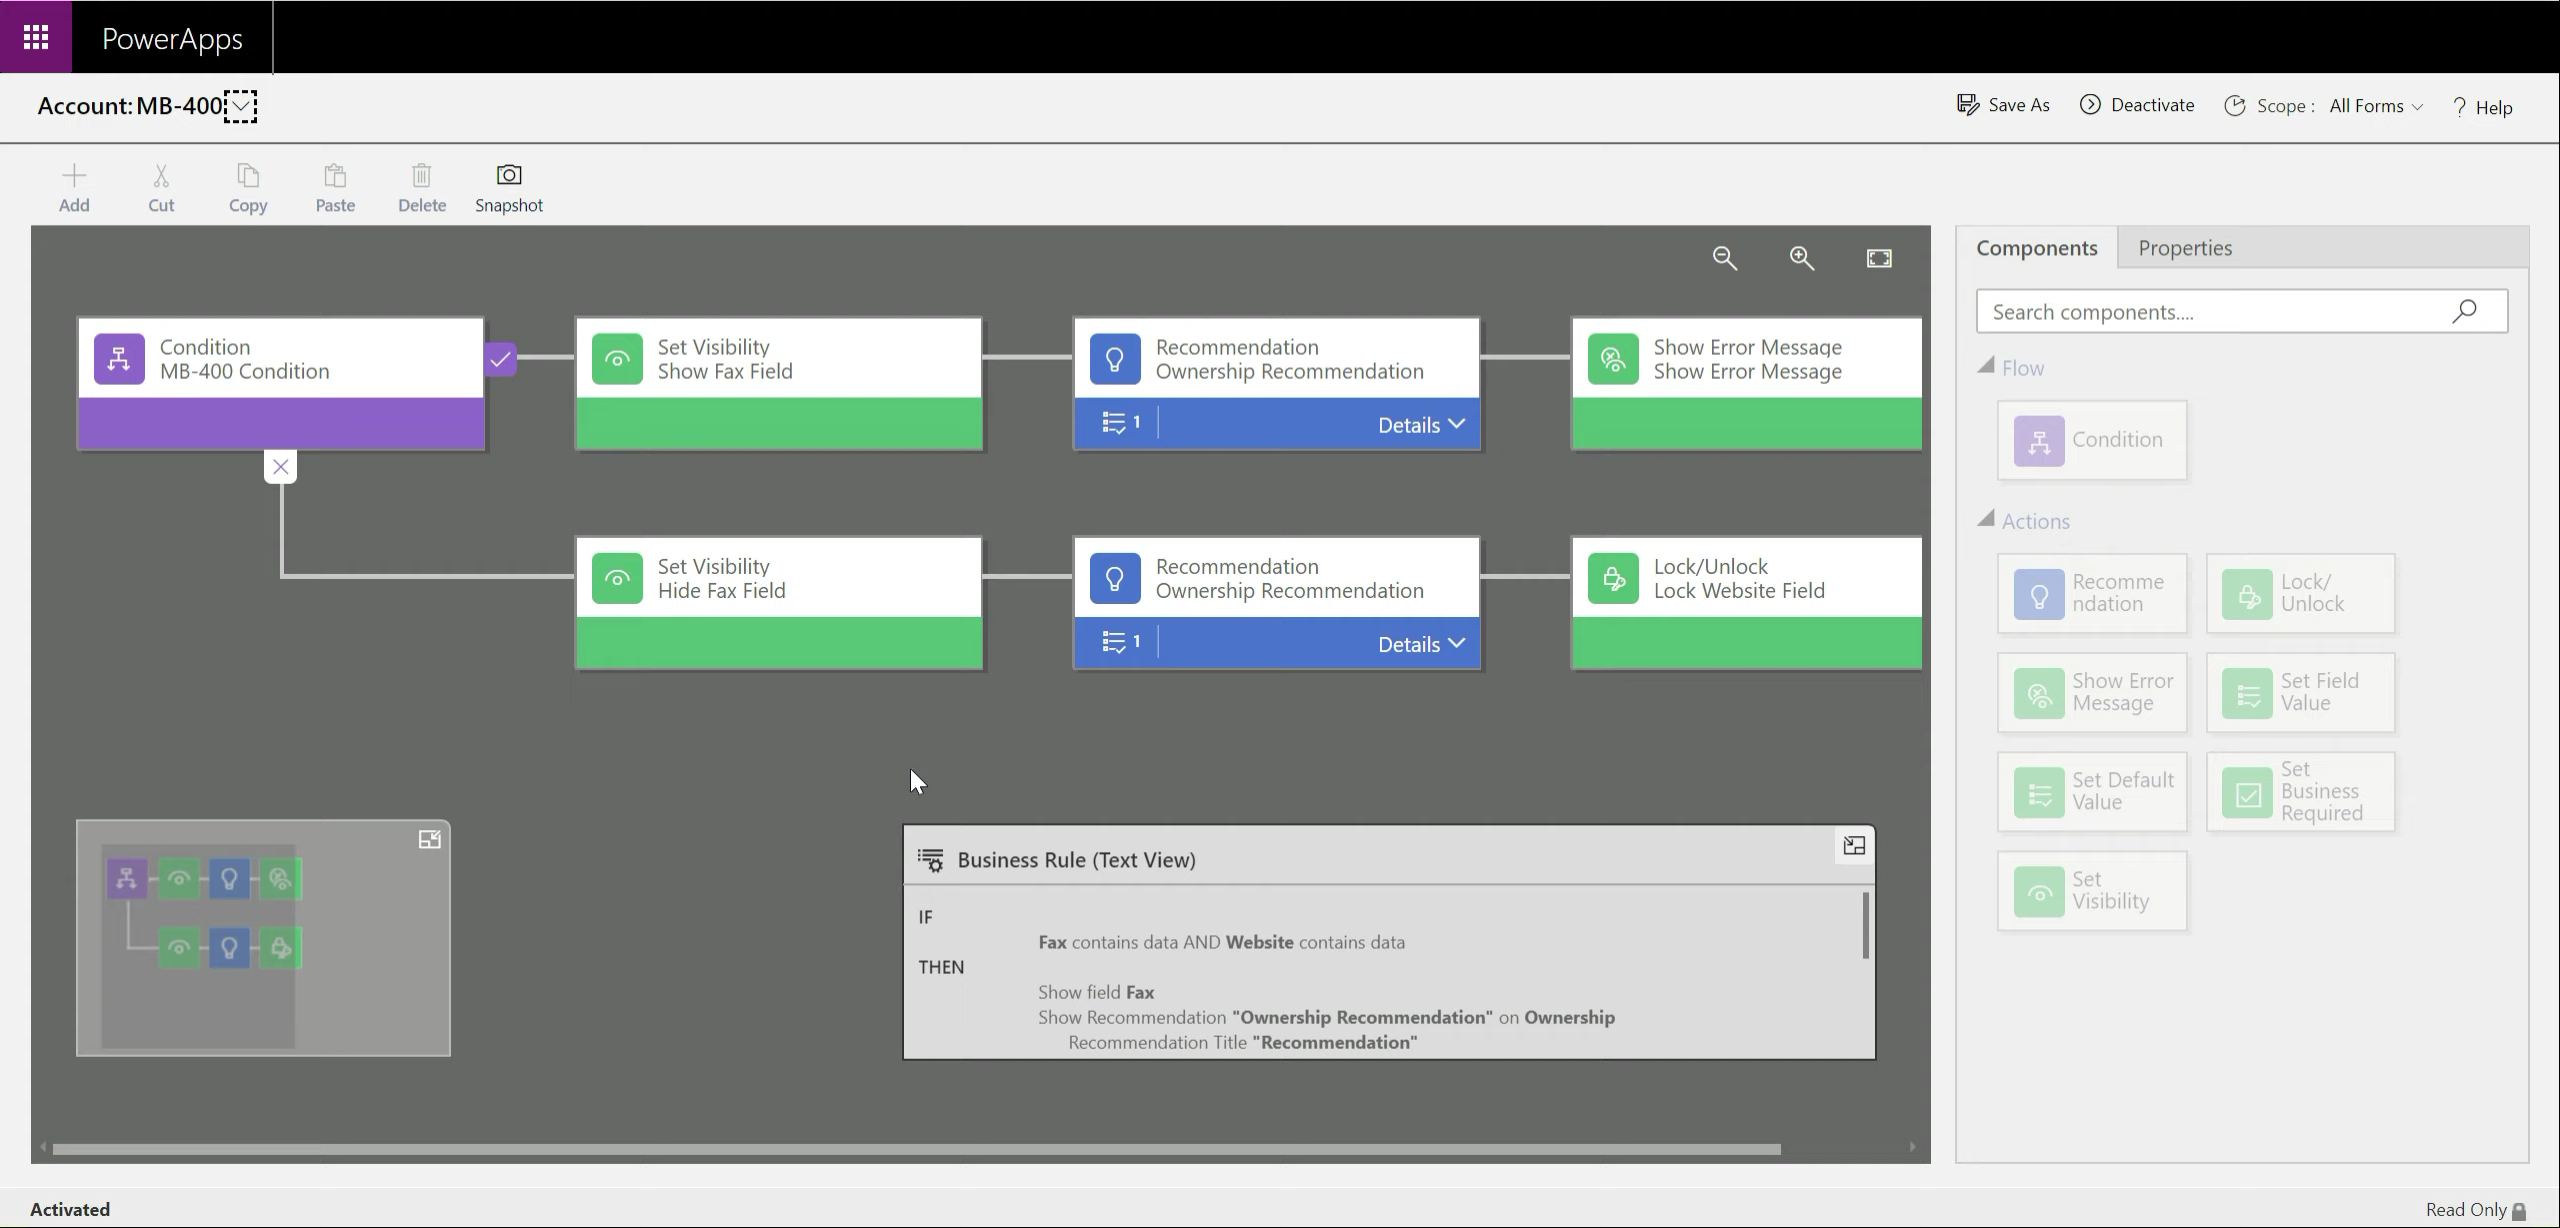 PowerApps
Account: MB-400
Save As
Deactivate
Scope : All Forms
? Help
Add
Cut
Copy
Paste
Delete
Snapshot
Components
Properties
Search components....
Condition
MB-400 Condition
Set Visibility
Show Fax Field
Recommendation
Ownership Recommendation
1
Details
Show Error Message
Show Error Message
Set Visibility
Hide Fax Field
Recommendation
Ownership Recommendation
1
Details
Lock/Unlock
Lock Website Field
Flow
Condition
Actions
Recomme
ndation
Lock/
Unlock
Show Error
Message
Set Field
Value
Set Default
Value
Set
Business
Required
Set
Visibility
Business Rule (Text View)
IF
Fax contains data AND Website contains data
THEN
Show field Fax
Show Recommendation "Ownership Recommendation" on Ownership
Recommendation Title "Recommendation"
Activated
Read Only